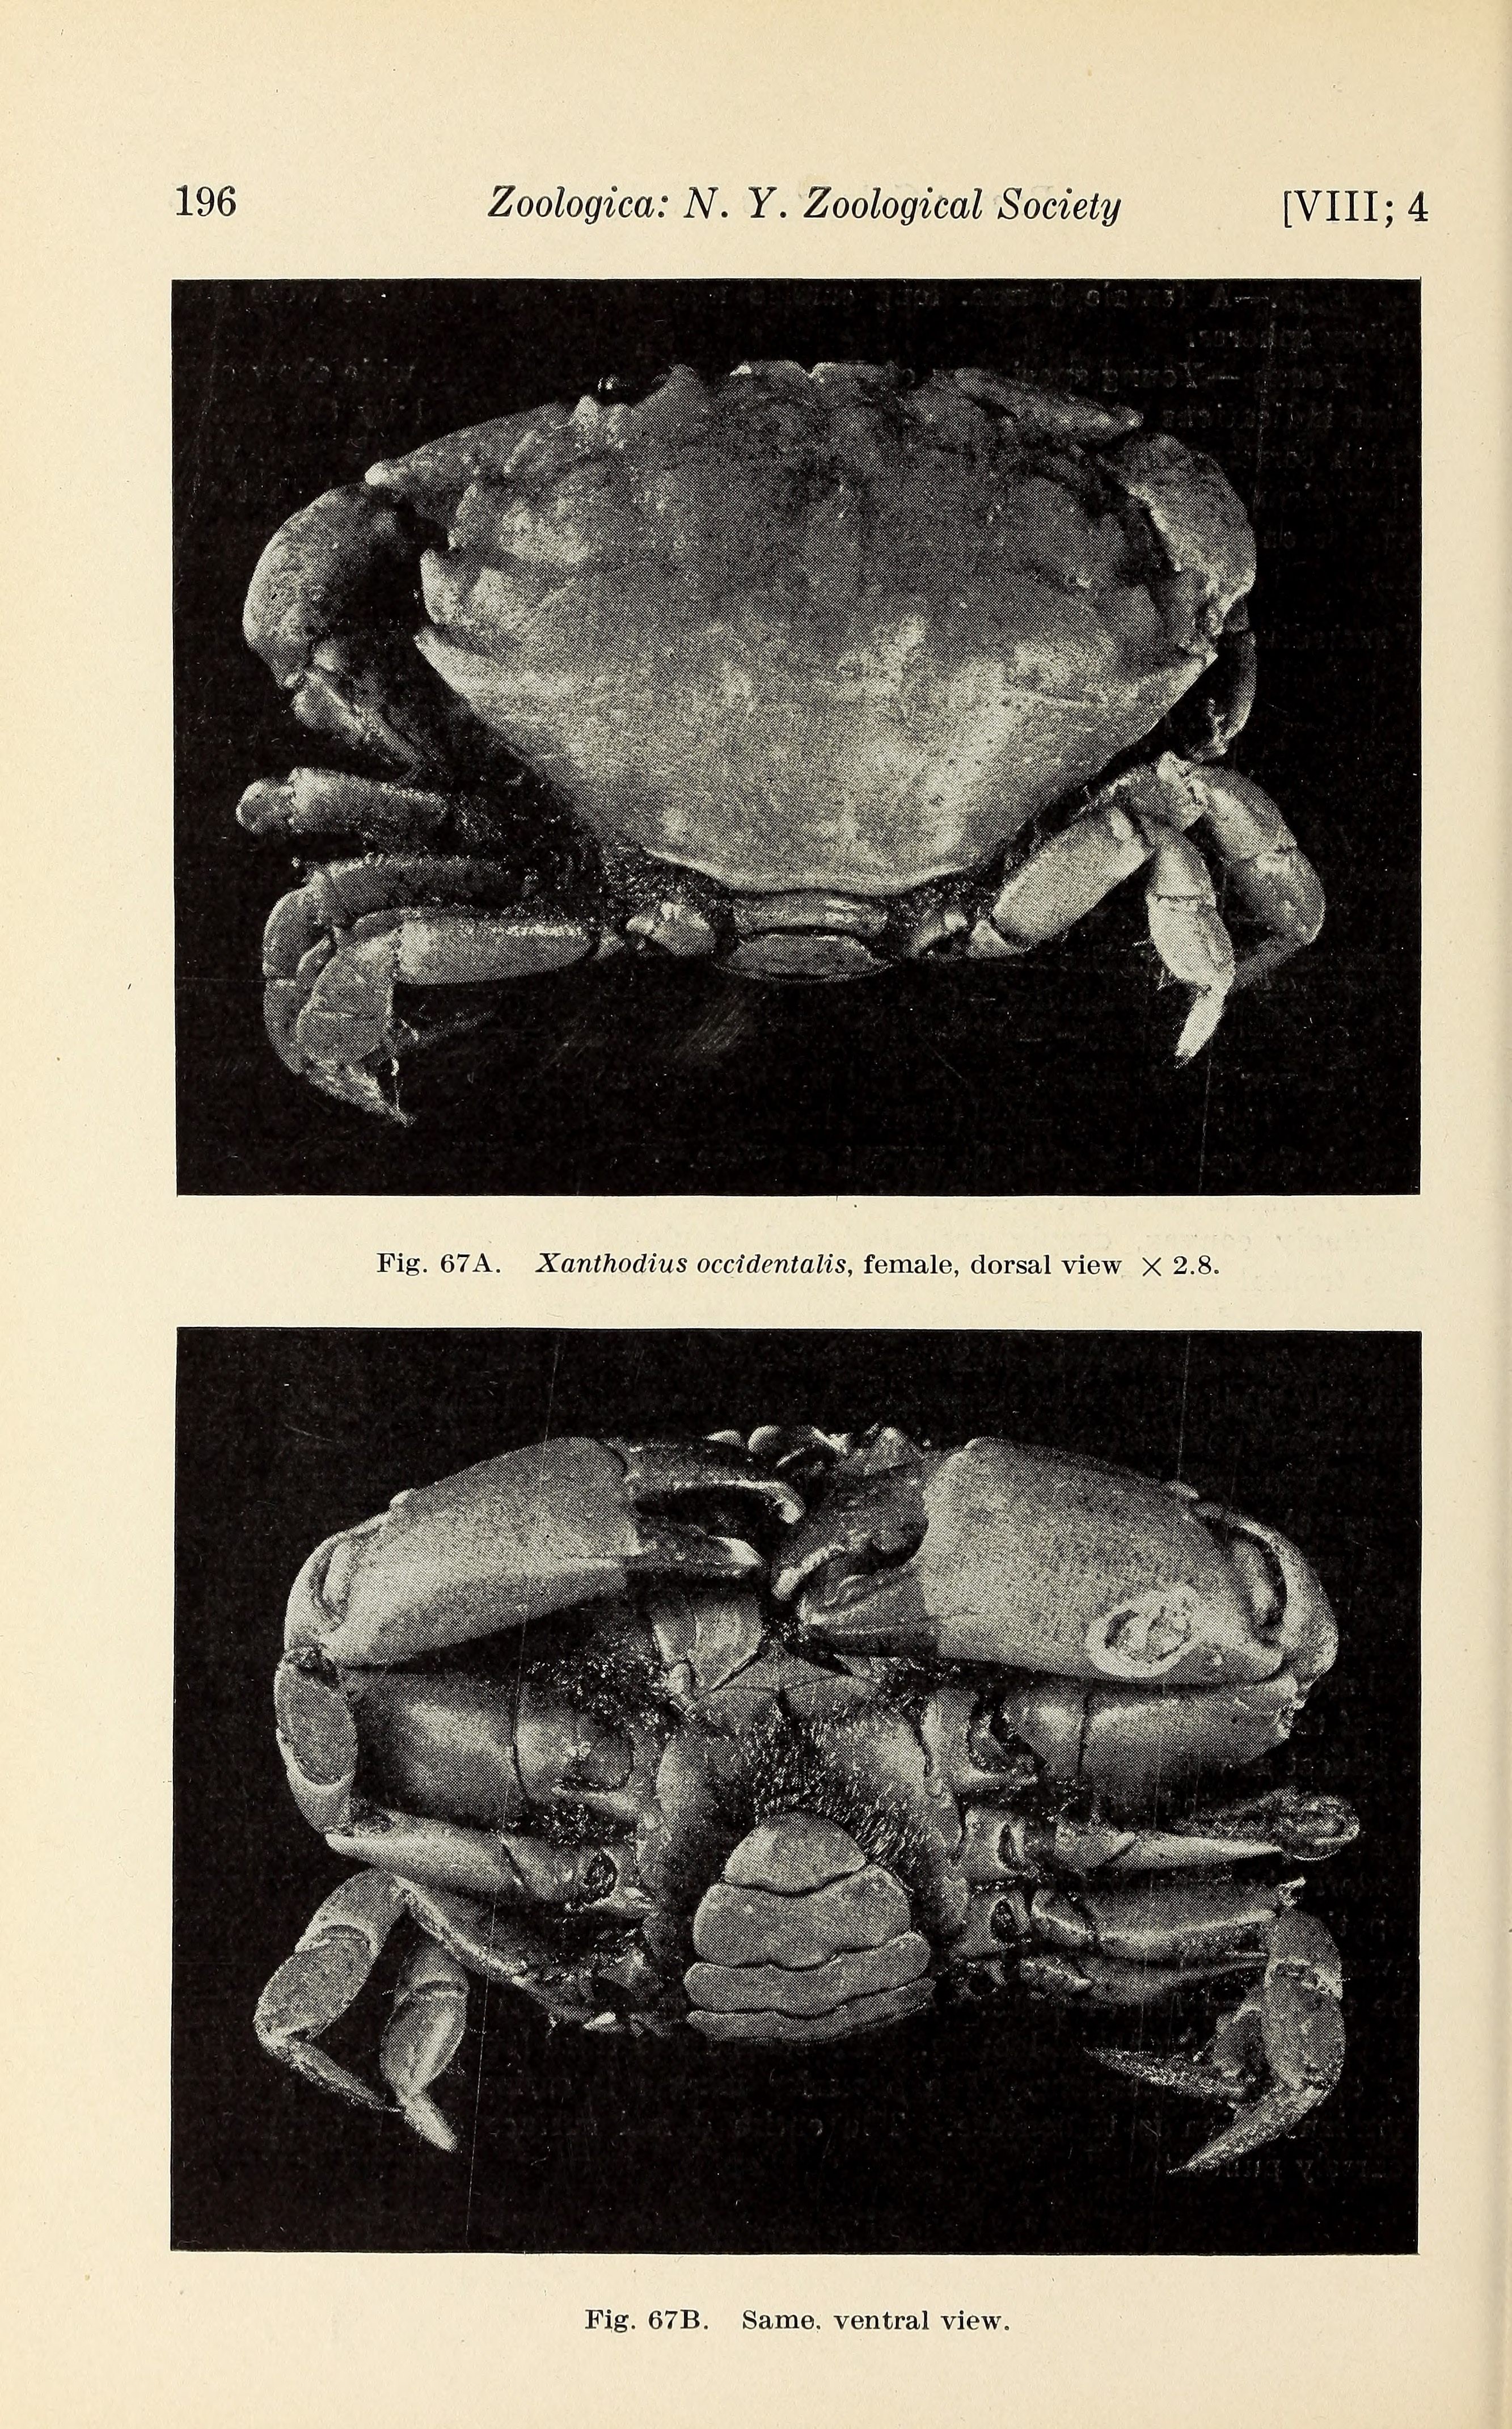 196
Zoologica: N. Y. Zoological Society
[VIII; 4
Fig. 67A. Xanthodius occidentalis, female, dorsal view × 2.8.
Fig. 67B. Same. ventral view.